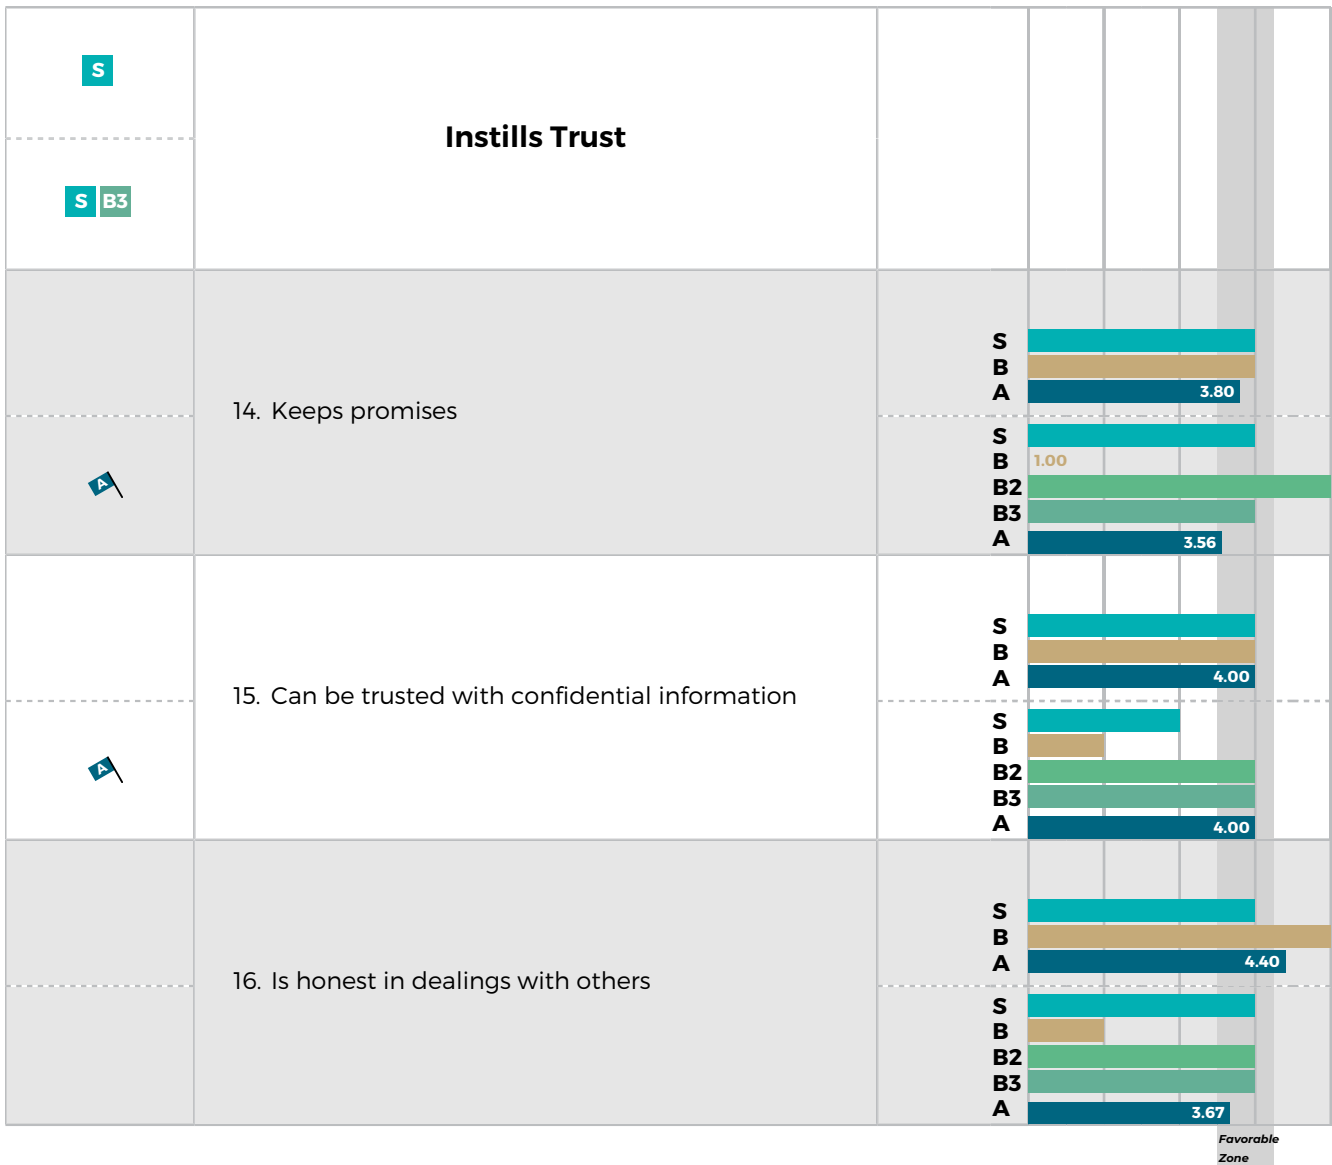 S
Instills Trust
S B3
S
B
A 3.80
14. Keeps promises
S
B 1.00
A
B2
B3
A 3.56
S
B
A 4.00
15. Can be trusted with confidential information
S
B
A
B2
B3
A 4.00
S
B
A 4.40
16. Is honest in dealings with others
S
B
B2
B3
A 3.67
Favorable
Zone